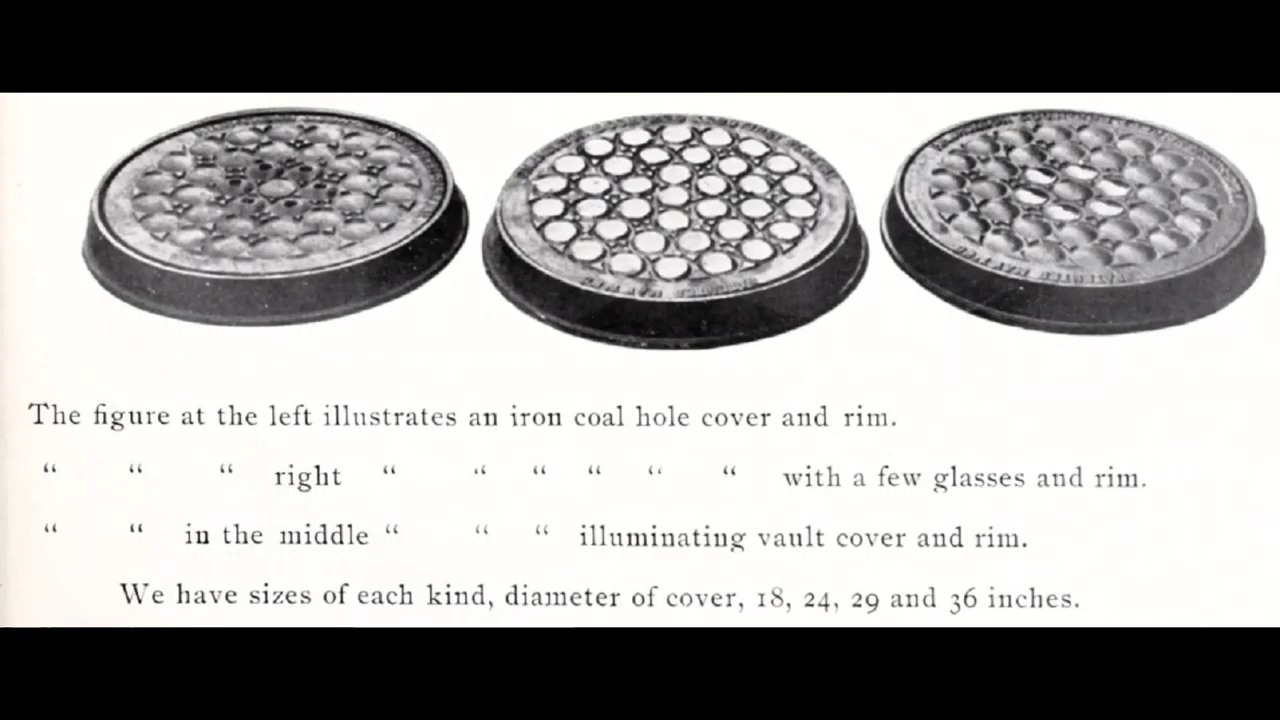 The figure at the left illustrates an iron coal hole cover and rim.
“ “ “ right “ “ “ “ “ “ with a few glasses and rim.
“ “ in the middle “ “ “ illuminating vault cover and rim.
We have sizes of each kind, diameter of cover, 18, 24, 29 and 36 inches.